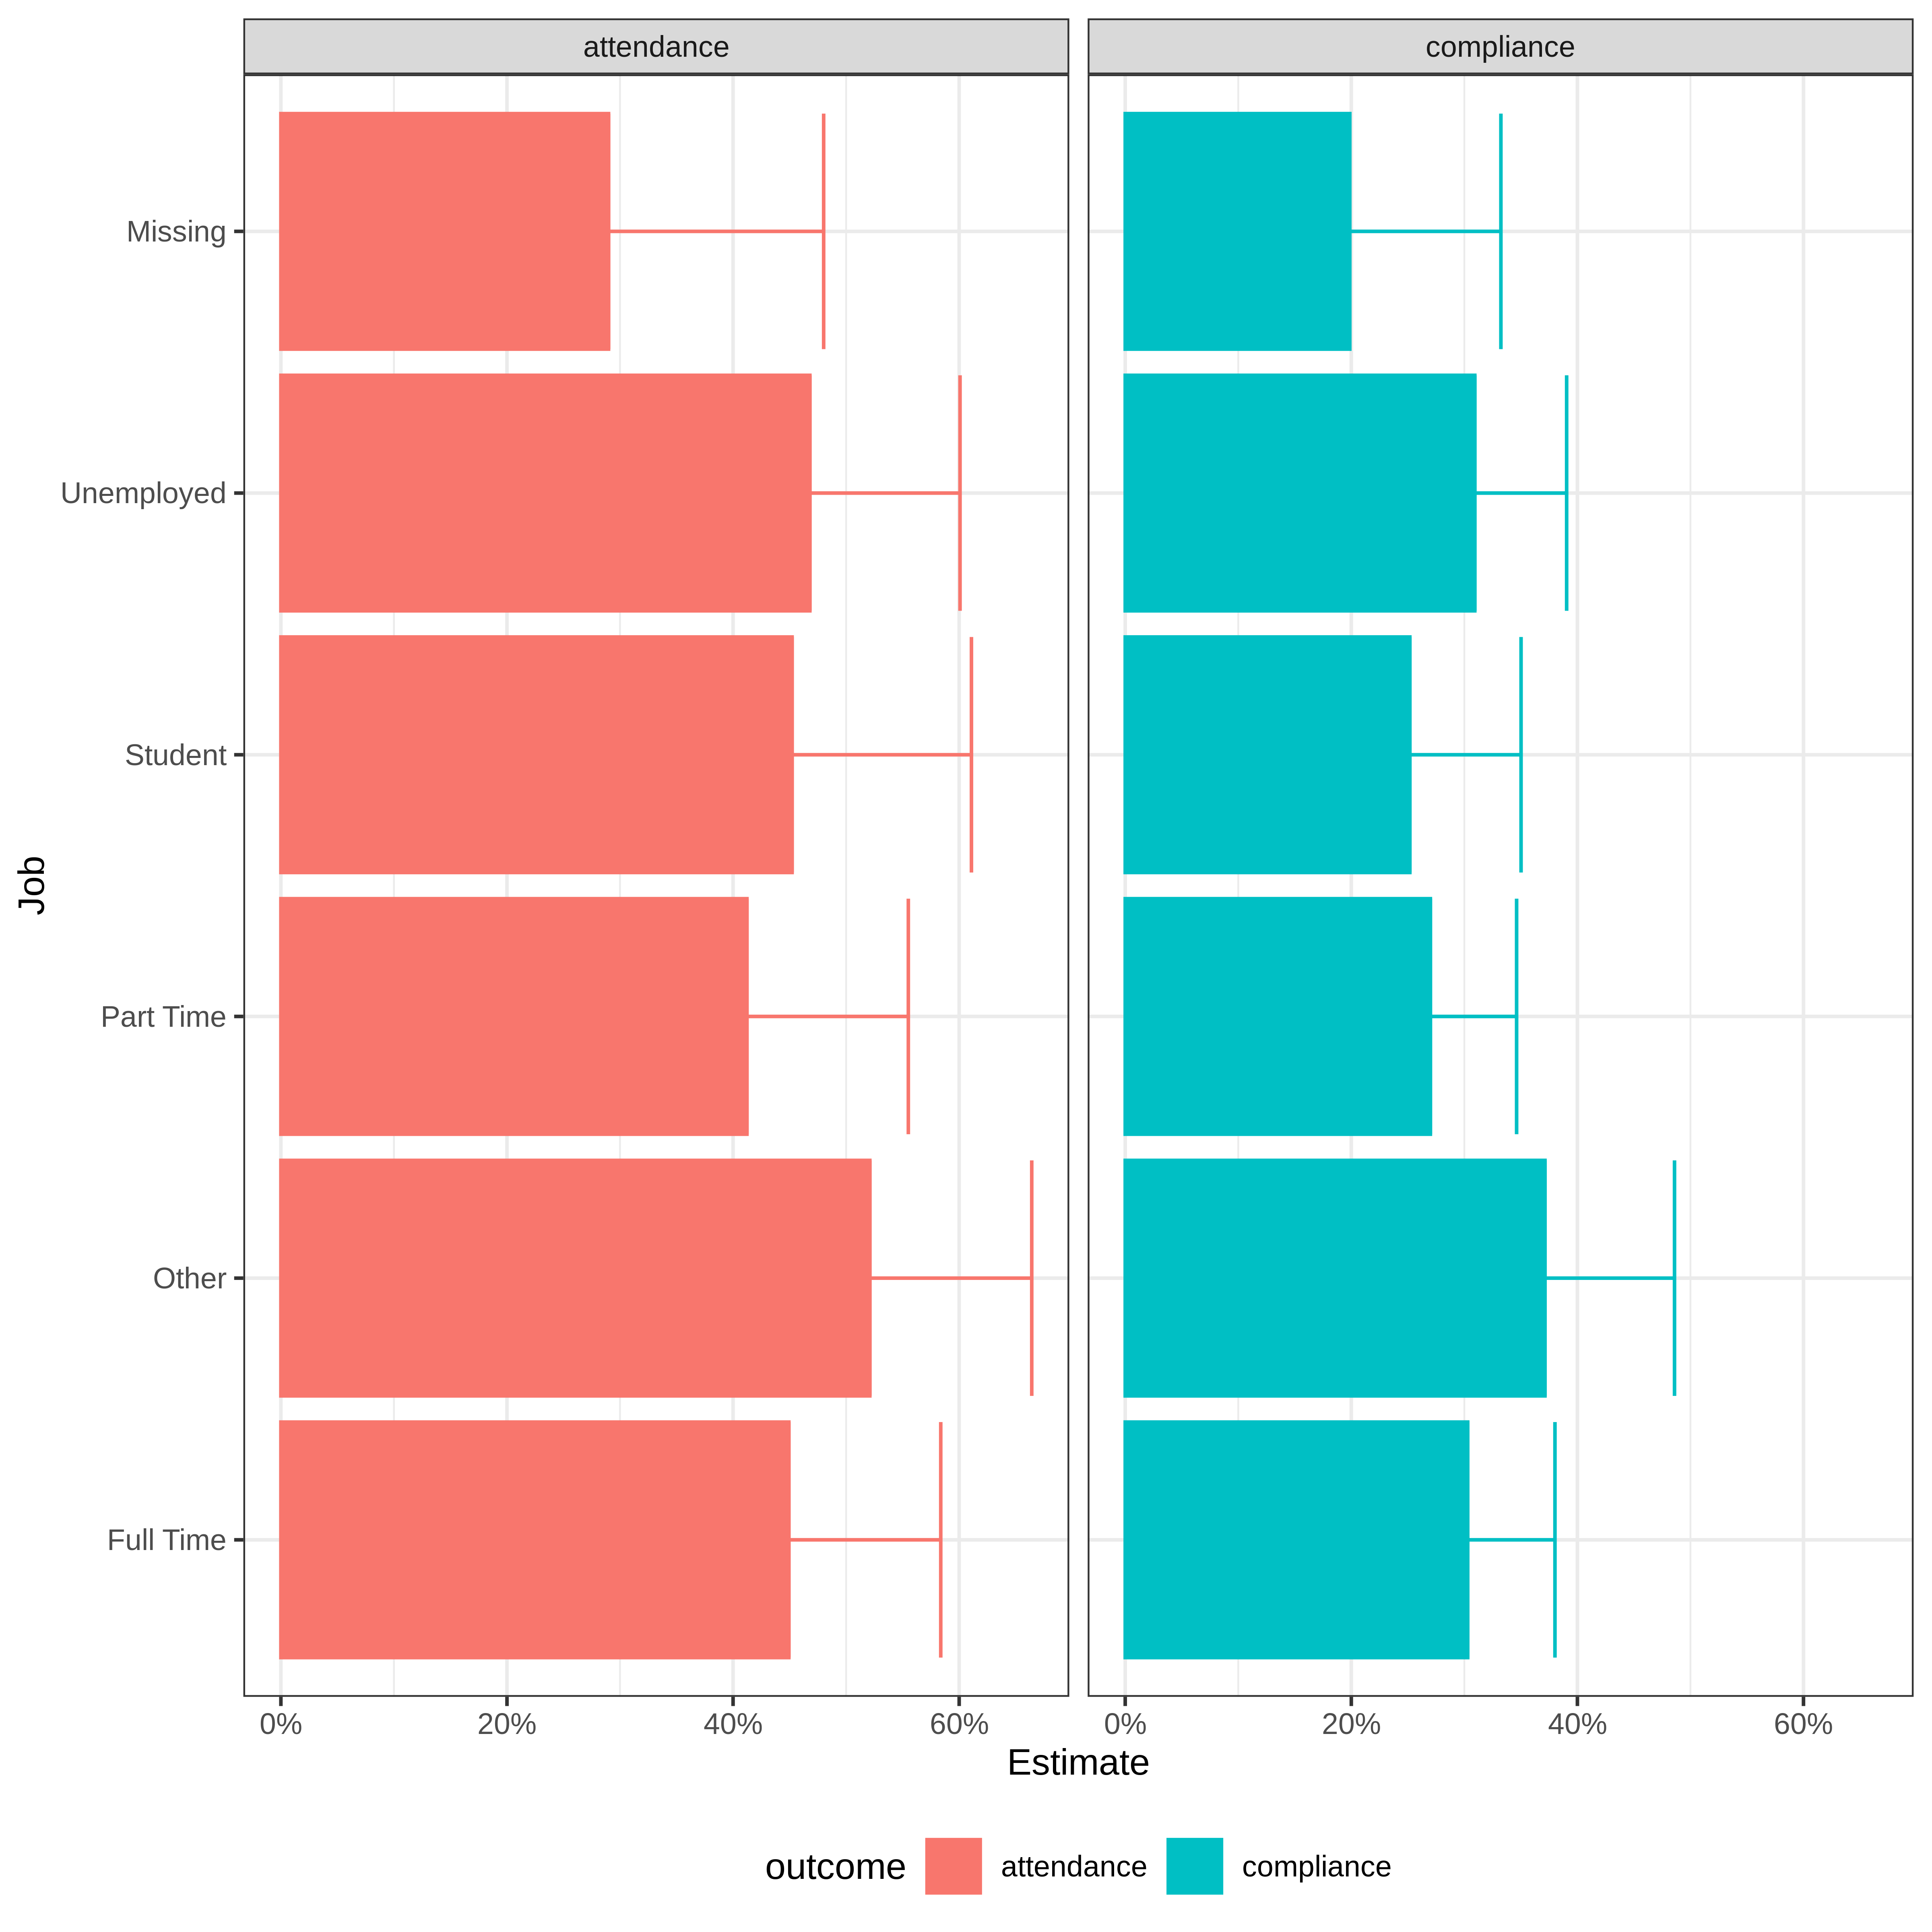 attendance compliance
Missing
Unemployed
Student
Part Time
Other
Full Time
Job
0% 20% 40% 60% 0% 20% 40% 60%
Estimate
outcome attendance compliance